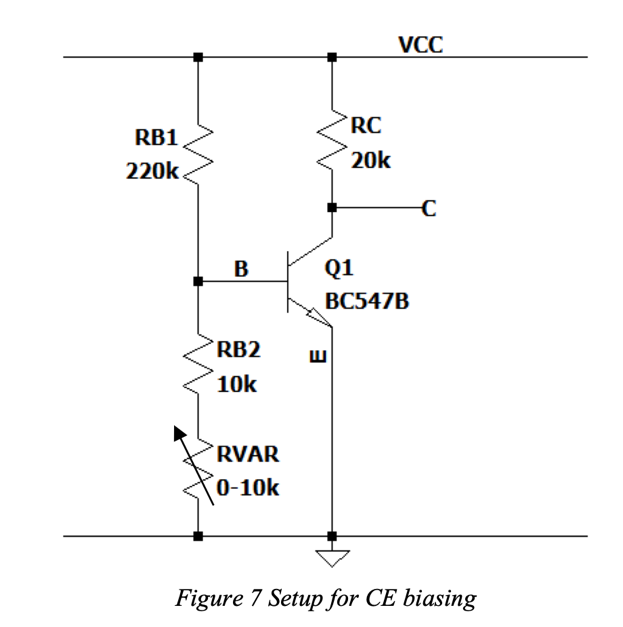 VCC
RB1
220k
RC
20k
C
B
Q1
BC547B
E
RB2
10k
RVAR
0-10k
Figure 7 Setup for CE biasing